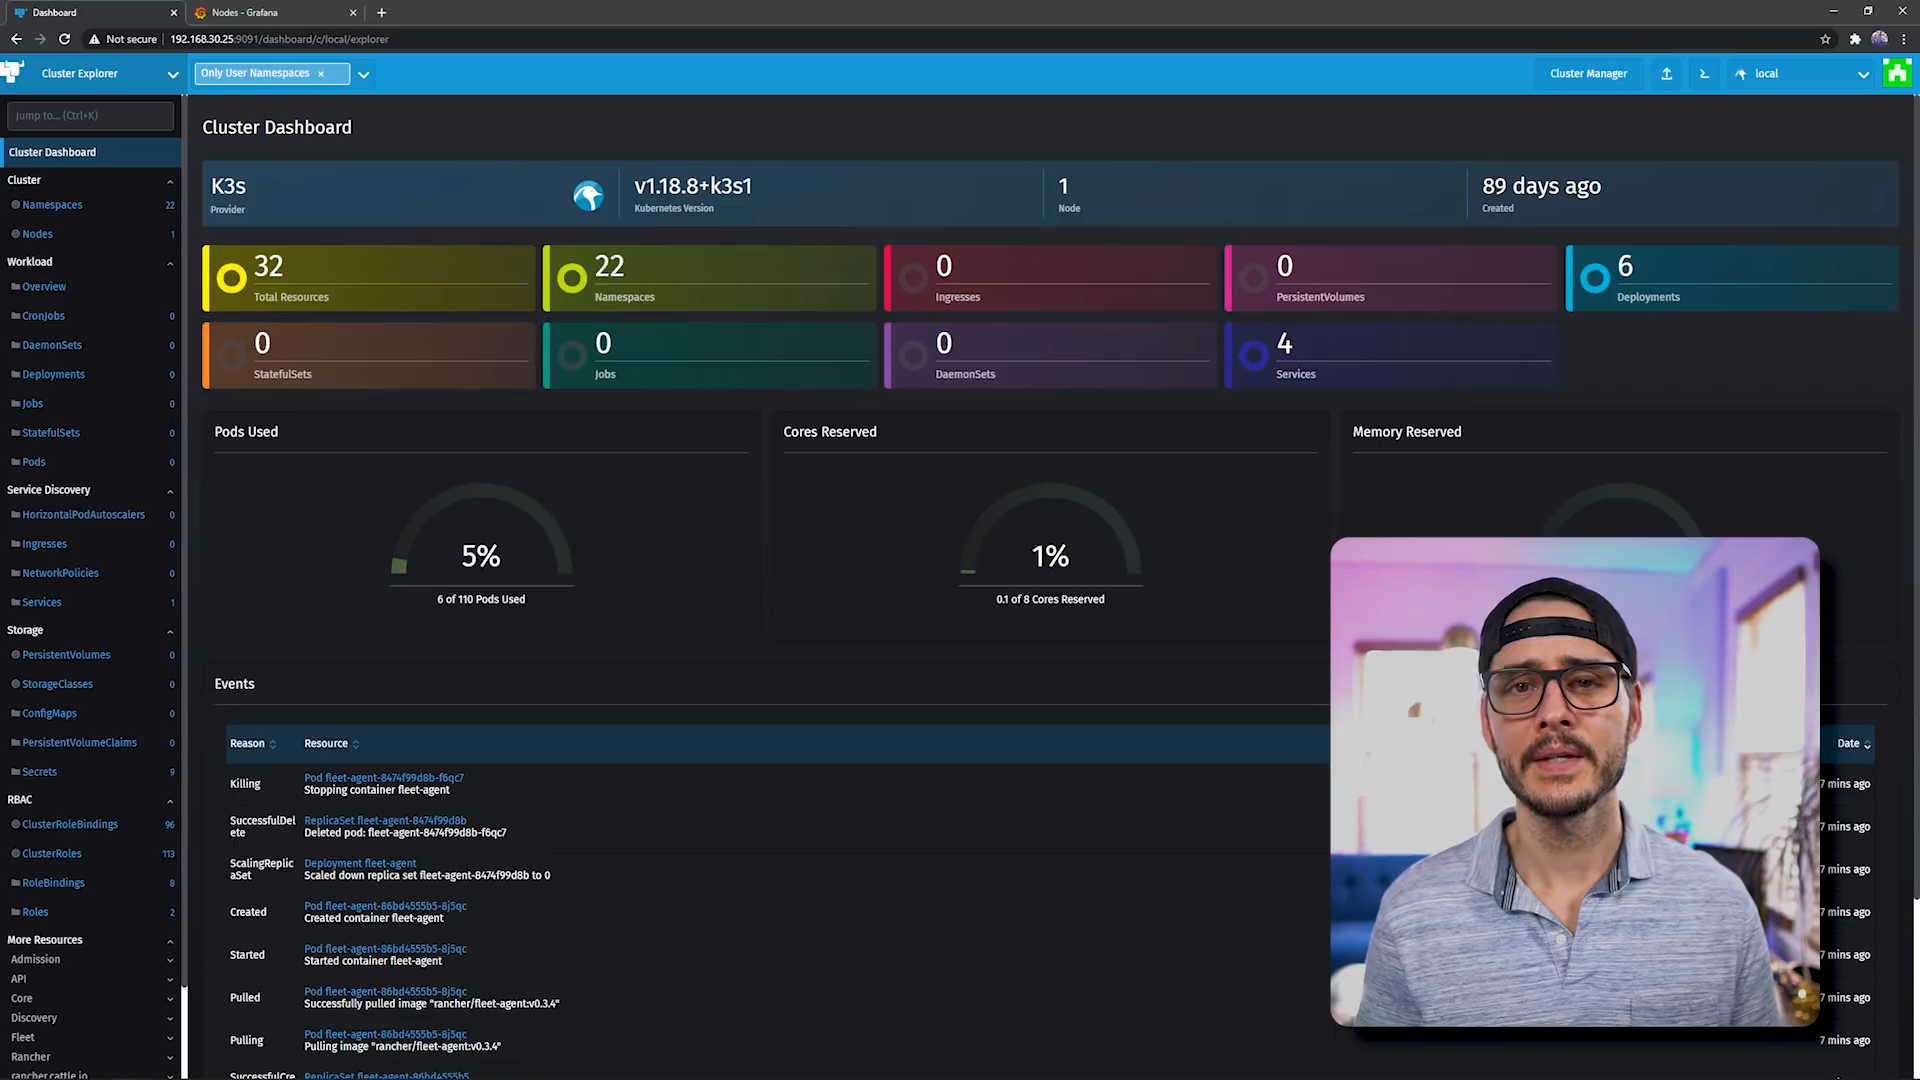 Dashboard
Nodes - Grafana
Not secure
192.168.30.25:9091/dashboard/c/local/explorer
Cluster Explorer
Only User Namespaces ×
Cluster Manager
local
Jump to... (Ctrl+K)
Cluster Dashboard
Cluster
Namespaces 22
Nodes 1
Workload
Overview
CronJobs 0
DaemonSets 0
Deployments 0
Jobs 0
StatefulSets 0
Pods 0
Service Discovery
HorizontalPodAutoscalers 0
Ingresses 0
NetworkPolicies 0
Services 1
Storage
PersistentVolumes 0
StorageClasses 0
ConfigMaps 0
PersistentVolumeClaims 0
Secrets 9
RBAC
ClusterRoleBindings 96
ClusterRoles 113
RoleBindings 8
Roles 2
More Resources
Admission
API
Core
Discovery
Fleet
Rancher
rancher.cattle.io
Cluster Dashboard
K3s
Provider
v1.18.8+k3s1
Kubernetes Version
1
Node
89 days ago
Created
32
Total Resources
22
Namespaces
0
Ingresses
0
PersistentVolumes
6
Deployments
0
StatefulSets
0
Jobs
0
DaemonSets
4
Services
Pods Used
5%
6 of 110 Pods Used
Cores Reserved
1%
0.1 of 8 Cores Reserved
Memory Reserved
Events
Reason
Resource
Date
Killing
Pod fleet-agent-8474f99d8b-f6qc7
Stopping container fleet-agent
7 mins ago
SuccessfulDel
ete
ReplicaSet fleet-agent-8474f99d8b
Deleted pod: fleet-agent-8474f99d8b-f6qc7
7 mins ago
ScalingReplic
aSet
Deployment fleet-agent
Scaled down replica set fleet-agent-8474f99d8b to 0
7 mins ago
Created
Pod fleet-agent-86bd4555b5-8j5qc
Created container fleet-agent
7 mins ago
Started
Pod fleet-agent-86bd4555b5-8j5qc
Started container fleet-agent
7 mins ago
Pulled
Pod fleet-agent-86bd4555b5-8j5qc
Successfully pulled image "rancher/fleet-agent:v0.3.4"
7 mins ago
Pulling
Pod fleet-agent-86bd4555b5-8j5qc
Pulling image "rancher/fleet-agent:v0.3.4"
7 mins ago
SuccessfulCre
ReplicaSet fleet-agent-86bd4555b5